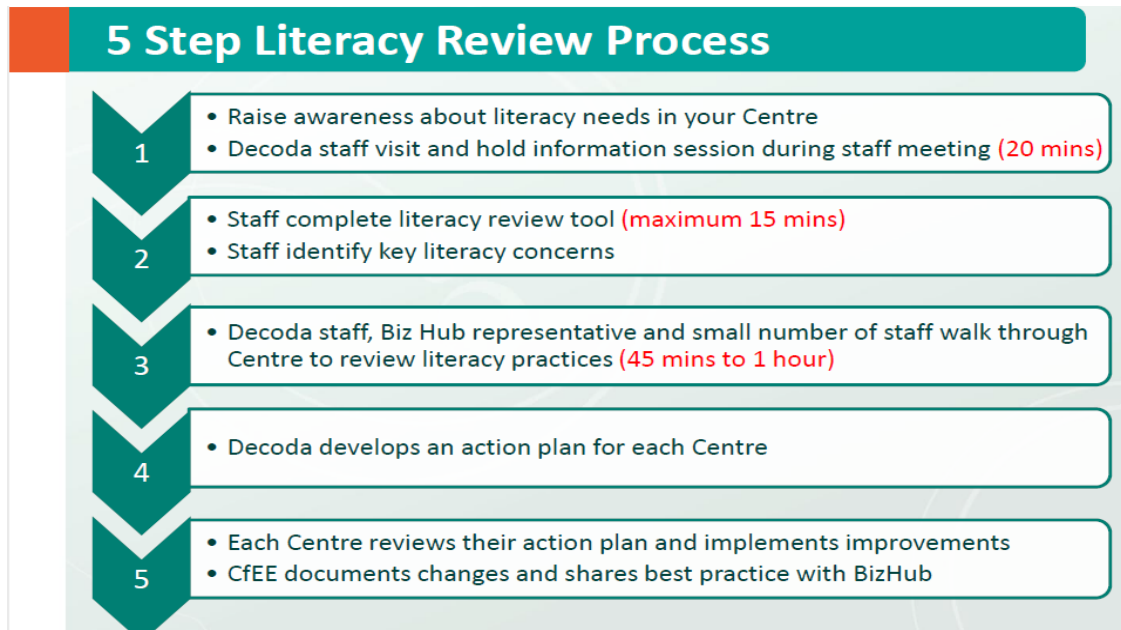 5 Step Literacy Review Process
1
• Raise awareness about literacy needs in your Centre
• Decoda staff visit and hold information session during staff meeting (20 mins)
2
• Staff complete literacy review tool (maximum 15 mins)
• Staff identify key literacy concerns
3
• Decoda staff, Biz Hub representative and small number of staff walk through
Centre to review literacy practices (45 mins to 1 hour)
4
• Decoda develops an action plan for each Centre
5
• Each Centre reviews their action plan and implements improvements
• CfEE documents changes and shares best practice with BizHub